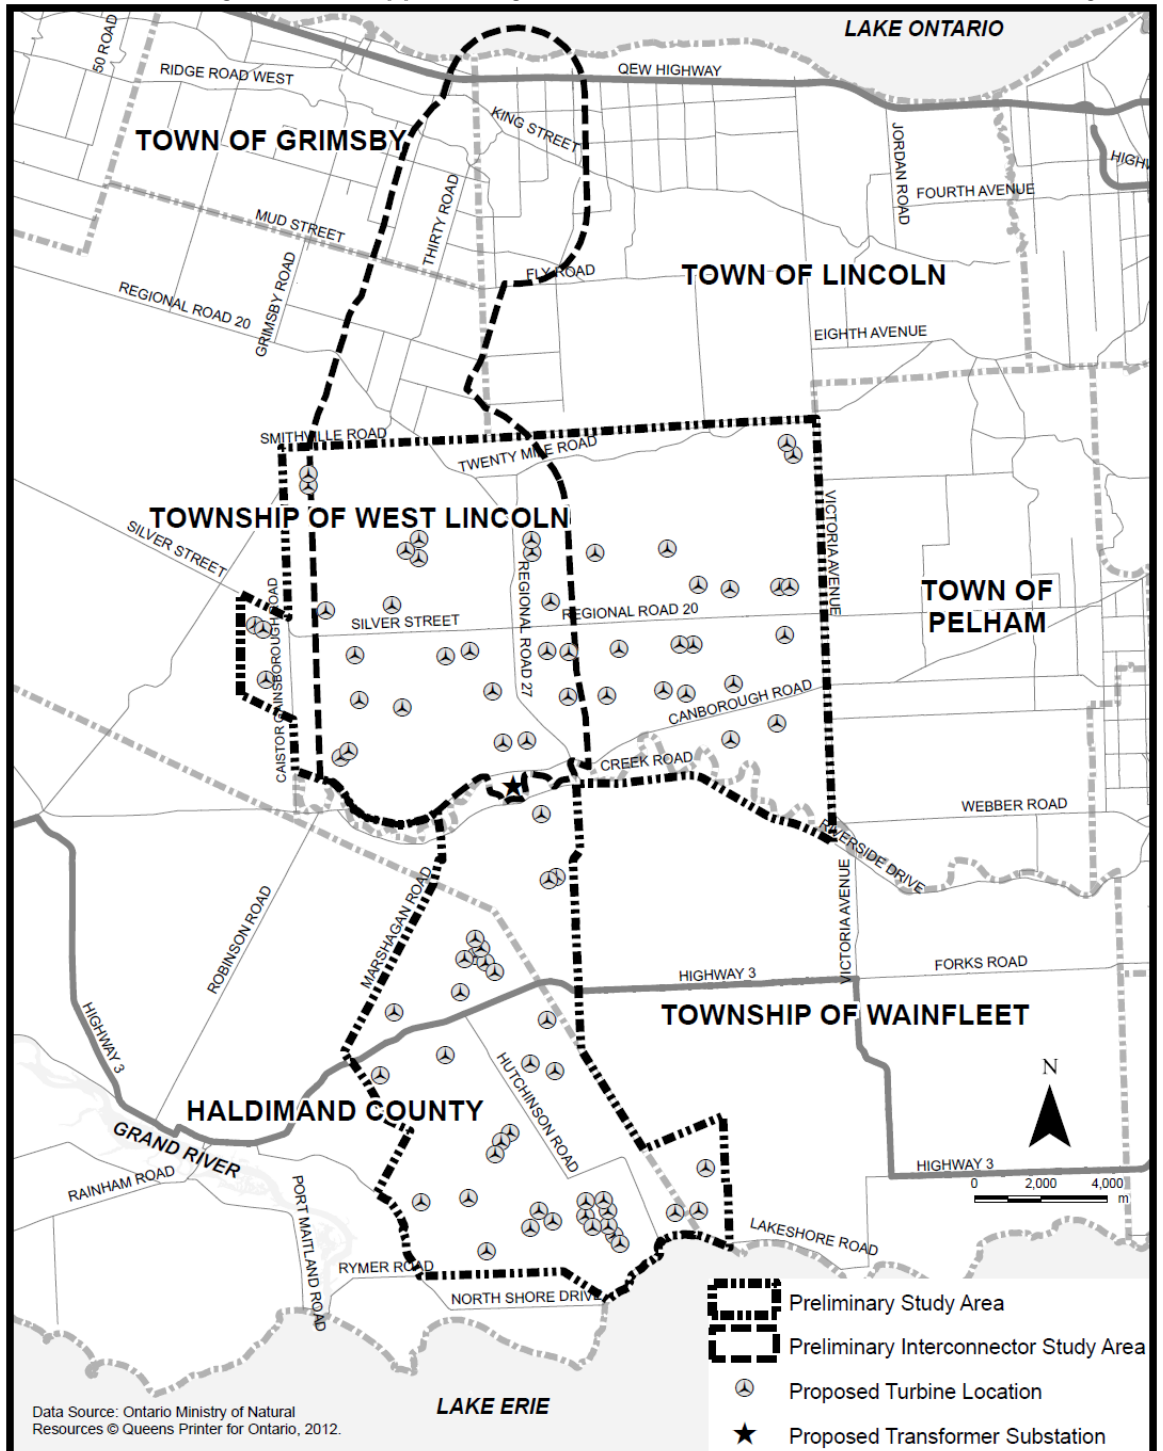 LAKE ONTARIO
50 ROAD
RIDGE ROAD WEST
QEW HIGHWAY
KING STREET
TOWN OF GRIMSBY
JORDAN ROAD
HIGHW
FOURTH AVENUE
THIRTY ROAD
MUD STREET
FLY ROAD
TOWN OF LINCOLN
GRIMSBY ROAD
REGIONAL ROAD 20
EIGHTH AVENUE
SMITHVILLE ROAD
TWENTY MILE ROAD
TOWNSHIP OF WEST LINCOLN
SILVER STREET
VICTORIA AVENUE
REGIONAL ROAD 27
TOWN OF
PELHAM
CAISTOR GAINSBOROUGH ROAD
SILVER STREET
REGIONAL ROAD 20
CANBOROUGH ROAD
CREEK ROAD
WEBBER ROAD
RIVERSIDE DRIVE
MARSHAGAN ROAD
ROBINSON ROAD
VICTORIA AVENUE
HIGHWAY 3
FORKS ROAD
TOWNSHIP OF WAINFLEET
HIGHWAY 3
HUTCHINSON ROAD
N
HALDIMAND COUNTY
GRAND RIVER
RAINHAM ROAD
PORT MAITLAND ROAD
HIGHWAY 3
0 2,000 4,000
m
LAKESHORE ROAD
RYMER ROAD
NORTH SHORE DRIVE
Preliminary Study Area
Preliminary Interconnector Study Area
Proposed Turbine Location
Proposed Transformer Substation
LAKE ERIE
Data Source: Ontario Ministry of Natural
Resources © Queens Printer for Ontario, 2012.